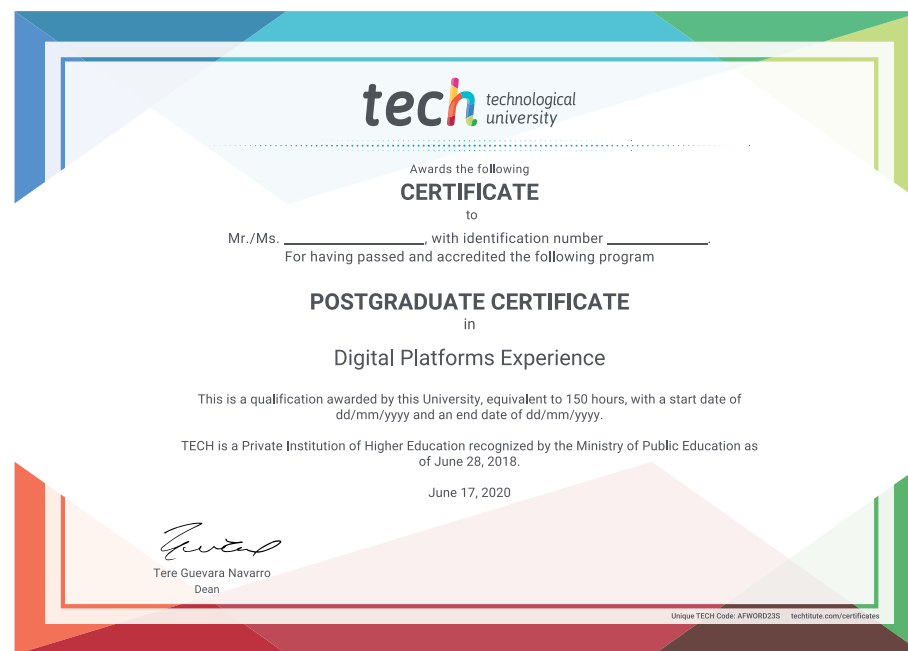 tech technological
university
Awards the following
CERTIFICATE
to
Mr./Ms. ____________________, with identification number ______________.
For having passed and accredited the following program
POSTGRADUATE CERTIFICATE
in
Digital Platforms Experience
This is a qualification awarded by this University, equivalent to 150 hours, with a start date of
dd/mm/yyyy and an end date of dd/mm/yyyy.
TECH is a Private Institution of Higher Education recognized by the Ministry of Public Education as
of June 28, 2018.
June 17, 2020
Tere Guevara Navarro
Dean
Unique TECH Code: AFWORD23S techtitute.com/certificates